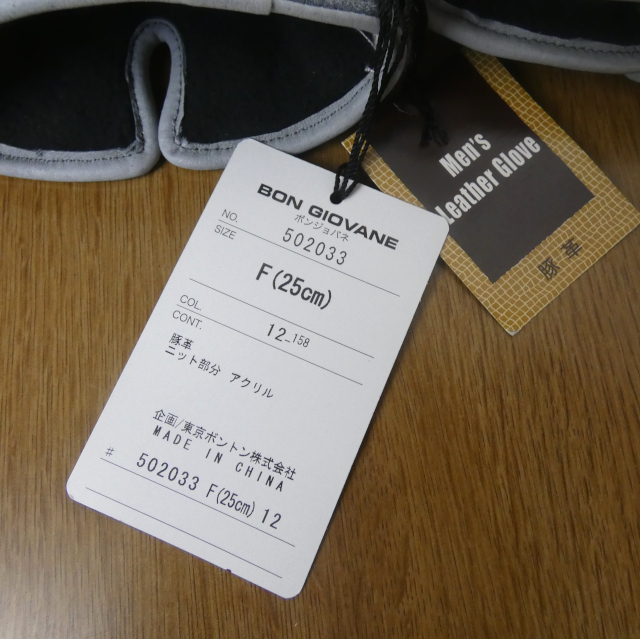 BON GIOVANE
ボンジョバネ
NO. 502033
SIZE
F(25cm)
COL. 12-158
CONT.
豚革
ニット部分 アクリル
企画/東京ボントン株式会社
MADE IN CHINA
# 502033 F(25cm) 12
Men's
Leather Glove
豚革